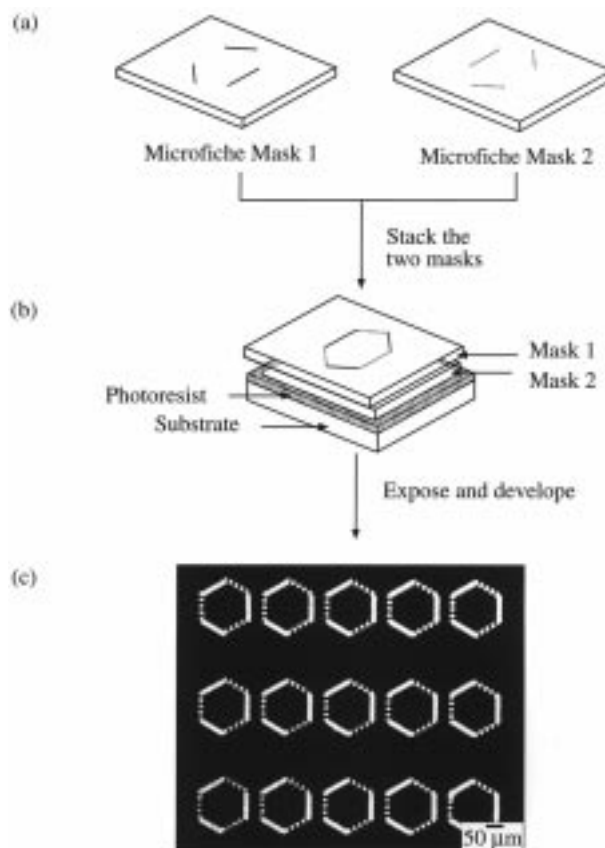 (a)
Microfiche Mask 1
Microfiche Mask 2
Stack the
two masks
(b)
Mask 1
Mask 2
Photoresist
Substrate
Expose and develope
(c)
50 µm